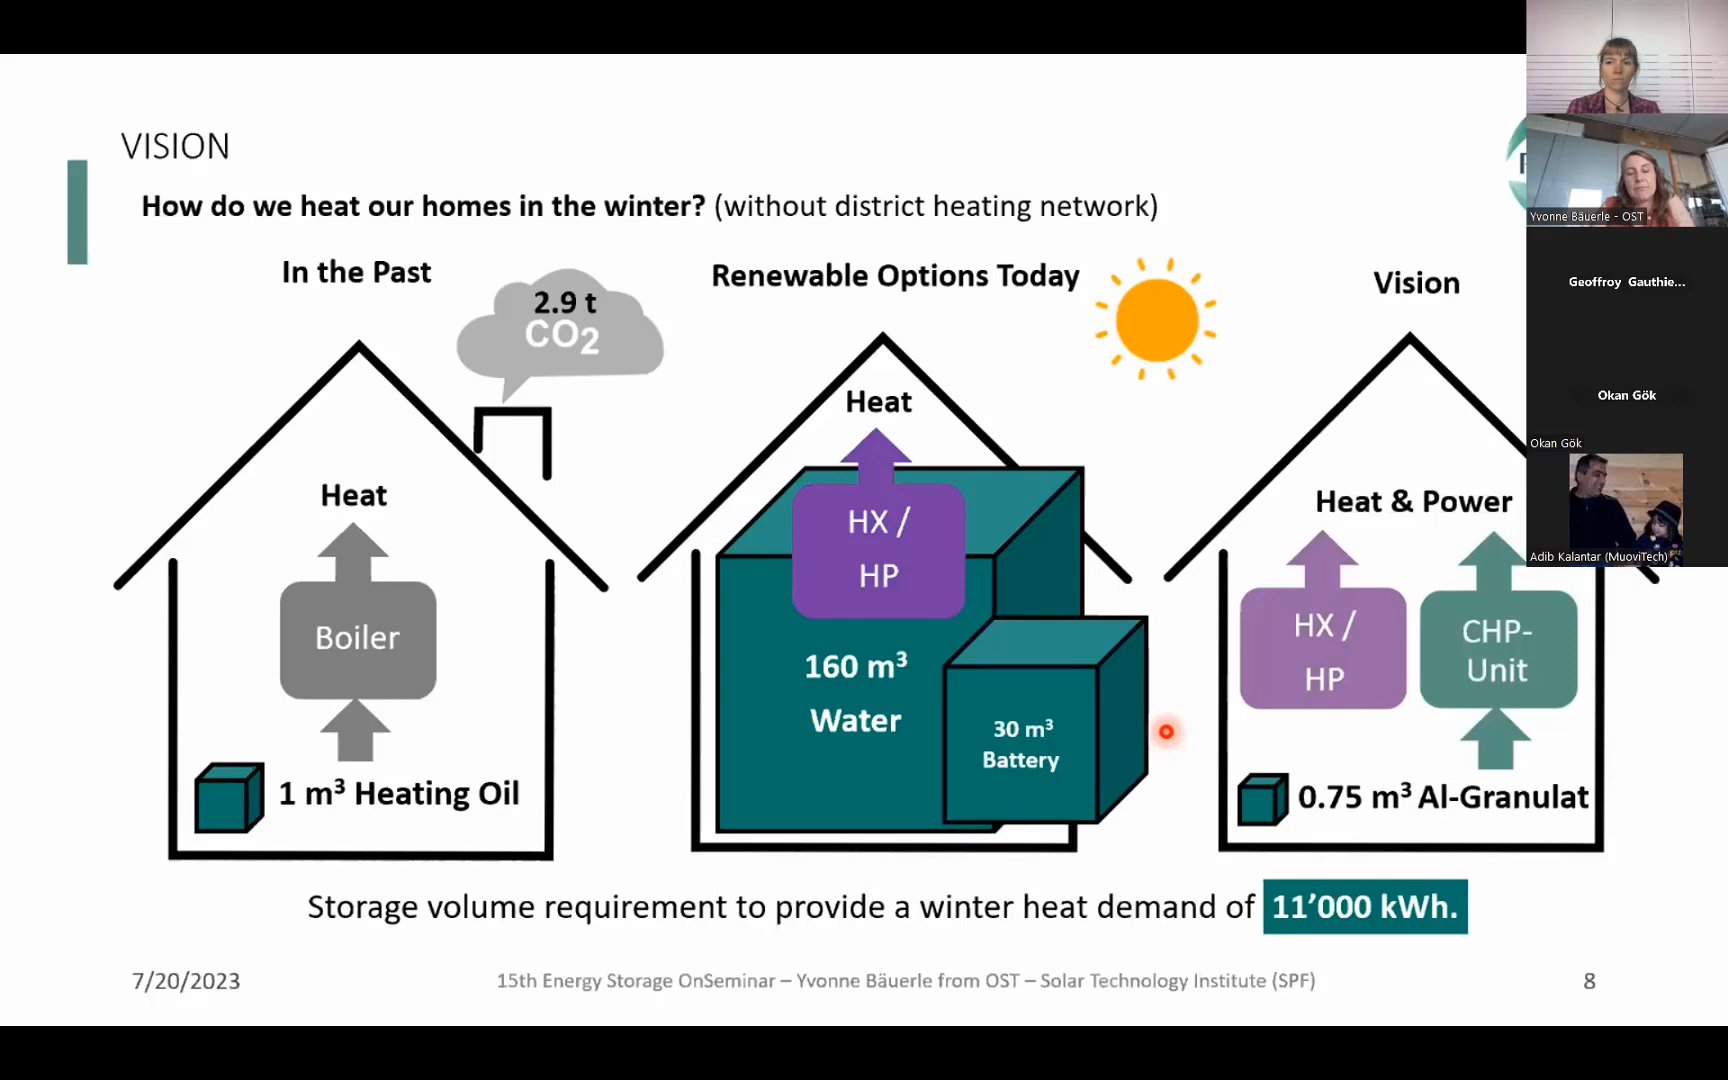 VISION
How do we heat our homes in the winter? (without district heating network)
In the Past
2.9 t
CO2
Heat
Boiler
1 m³ Heating Oil
Renewable Options Today
Heat
HX /
HP
160 m³
Water
30 m³
Battery
Vision
Heat & Power
HX /
HP
CHP-
Unit
0.75 m³ Al-Granulat
Storage volume requirement to provide a winter heat demand of 11’000 kWh.
7/20/2023
15th Energy Storage OnSeminar – Yvonne Bäuerle from OST – Solar Technology Institute (SPF)
8
Yvonne Bäuerle - OST
Geoffroy Gauthie...
Okan Gök
Okan Gök
Adib Kalantar (MuoviTech)